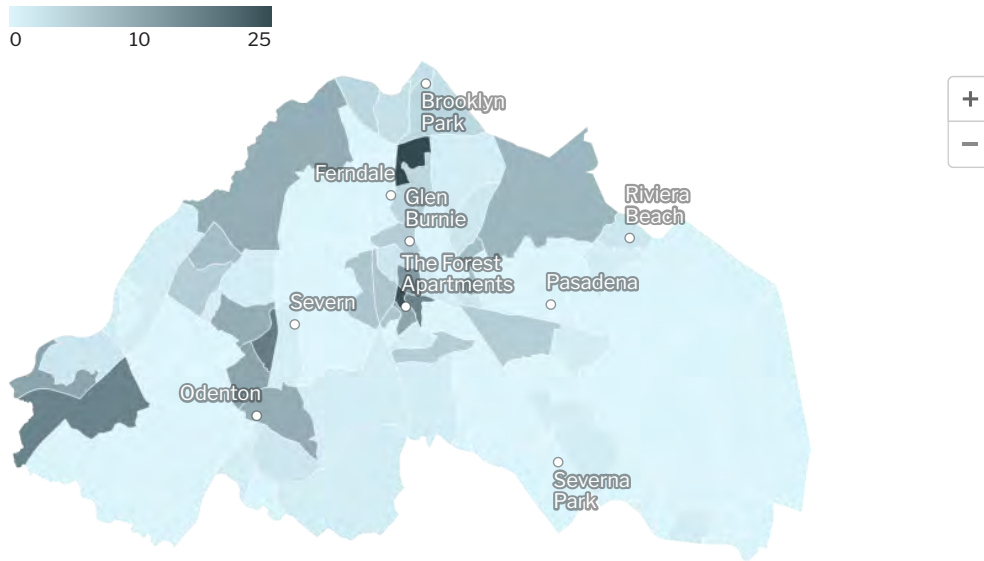 0 10 25
Brooklyn
Park
Ferndale
Glen
Burnie
Riviera
Beach
The Forest
Apartments
Pasadena
Severn
Odenton
Severna
Park
+
−